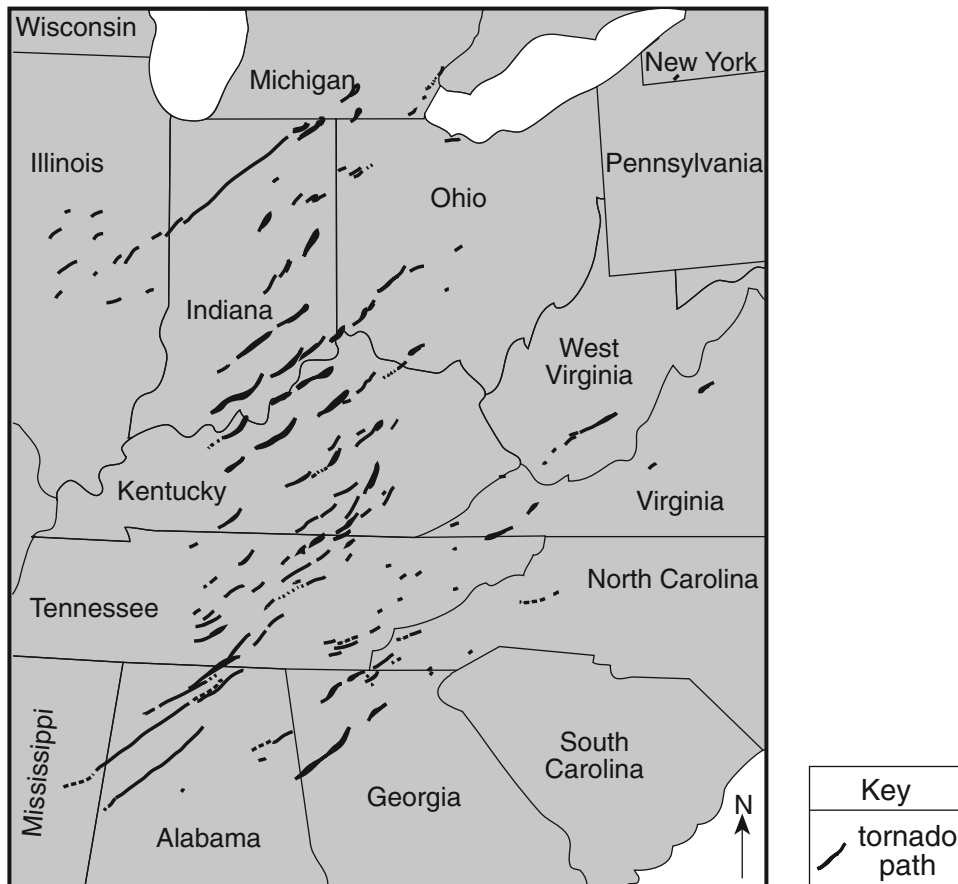 Wisconsin
Michigan
New York
Illinois
Pennsylvania
Ohio
Indiana
West
Virginia
Kentucky
Virginia
North Carolina
Tennessee
Mississippi
South
Carolina
Georgia
Alabama
N
Key
tornado
path